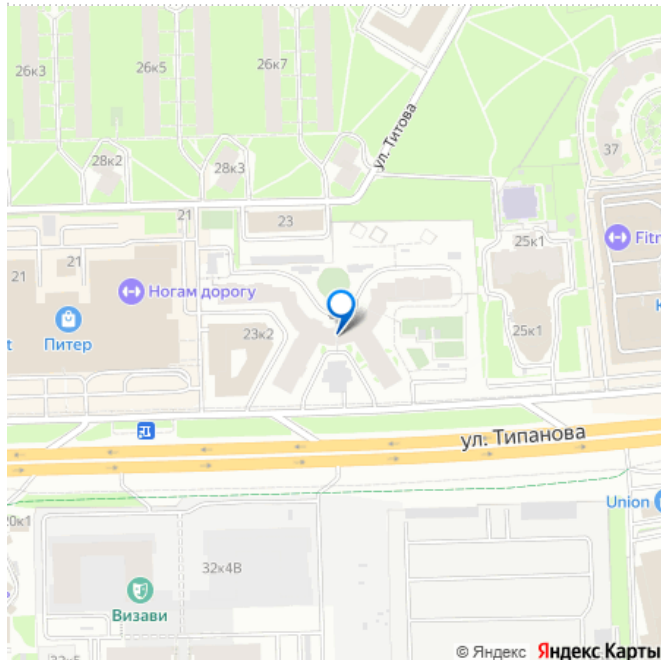 26к3
26к5
26к7
ул. Титова
37
28к2
28к3
21
23
25к1
Fitn
21
21
Ногам дорогу
t
Питер
23к2
25к1
К
ул. Типанова
20к1
Union
32к4В
Визави
© Яндекс Яндекс Карты